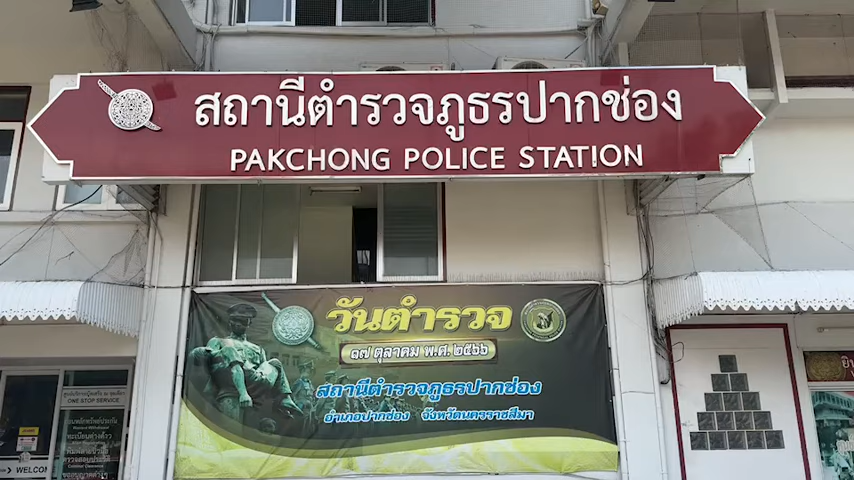 สถานีตำรวจภูธรปากช่อง
PAKCHONG POLICE STATION
วันตำรวจ
๑๗ ตุลาคม พ.ศ. ๒๕๖๖
สถานีตำรวจภูธรปากช่อง
อำเภอปากช่อง จังหวัดนครราชสีมา
ONE STOP SERVICE
WELCOM